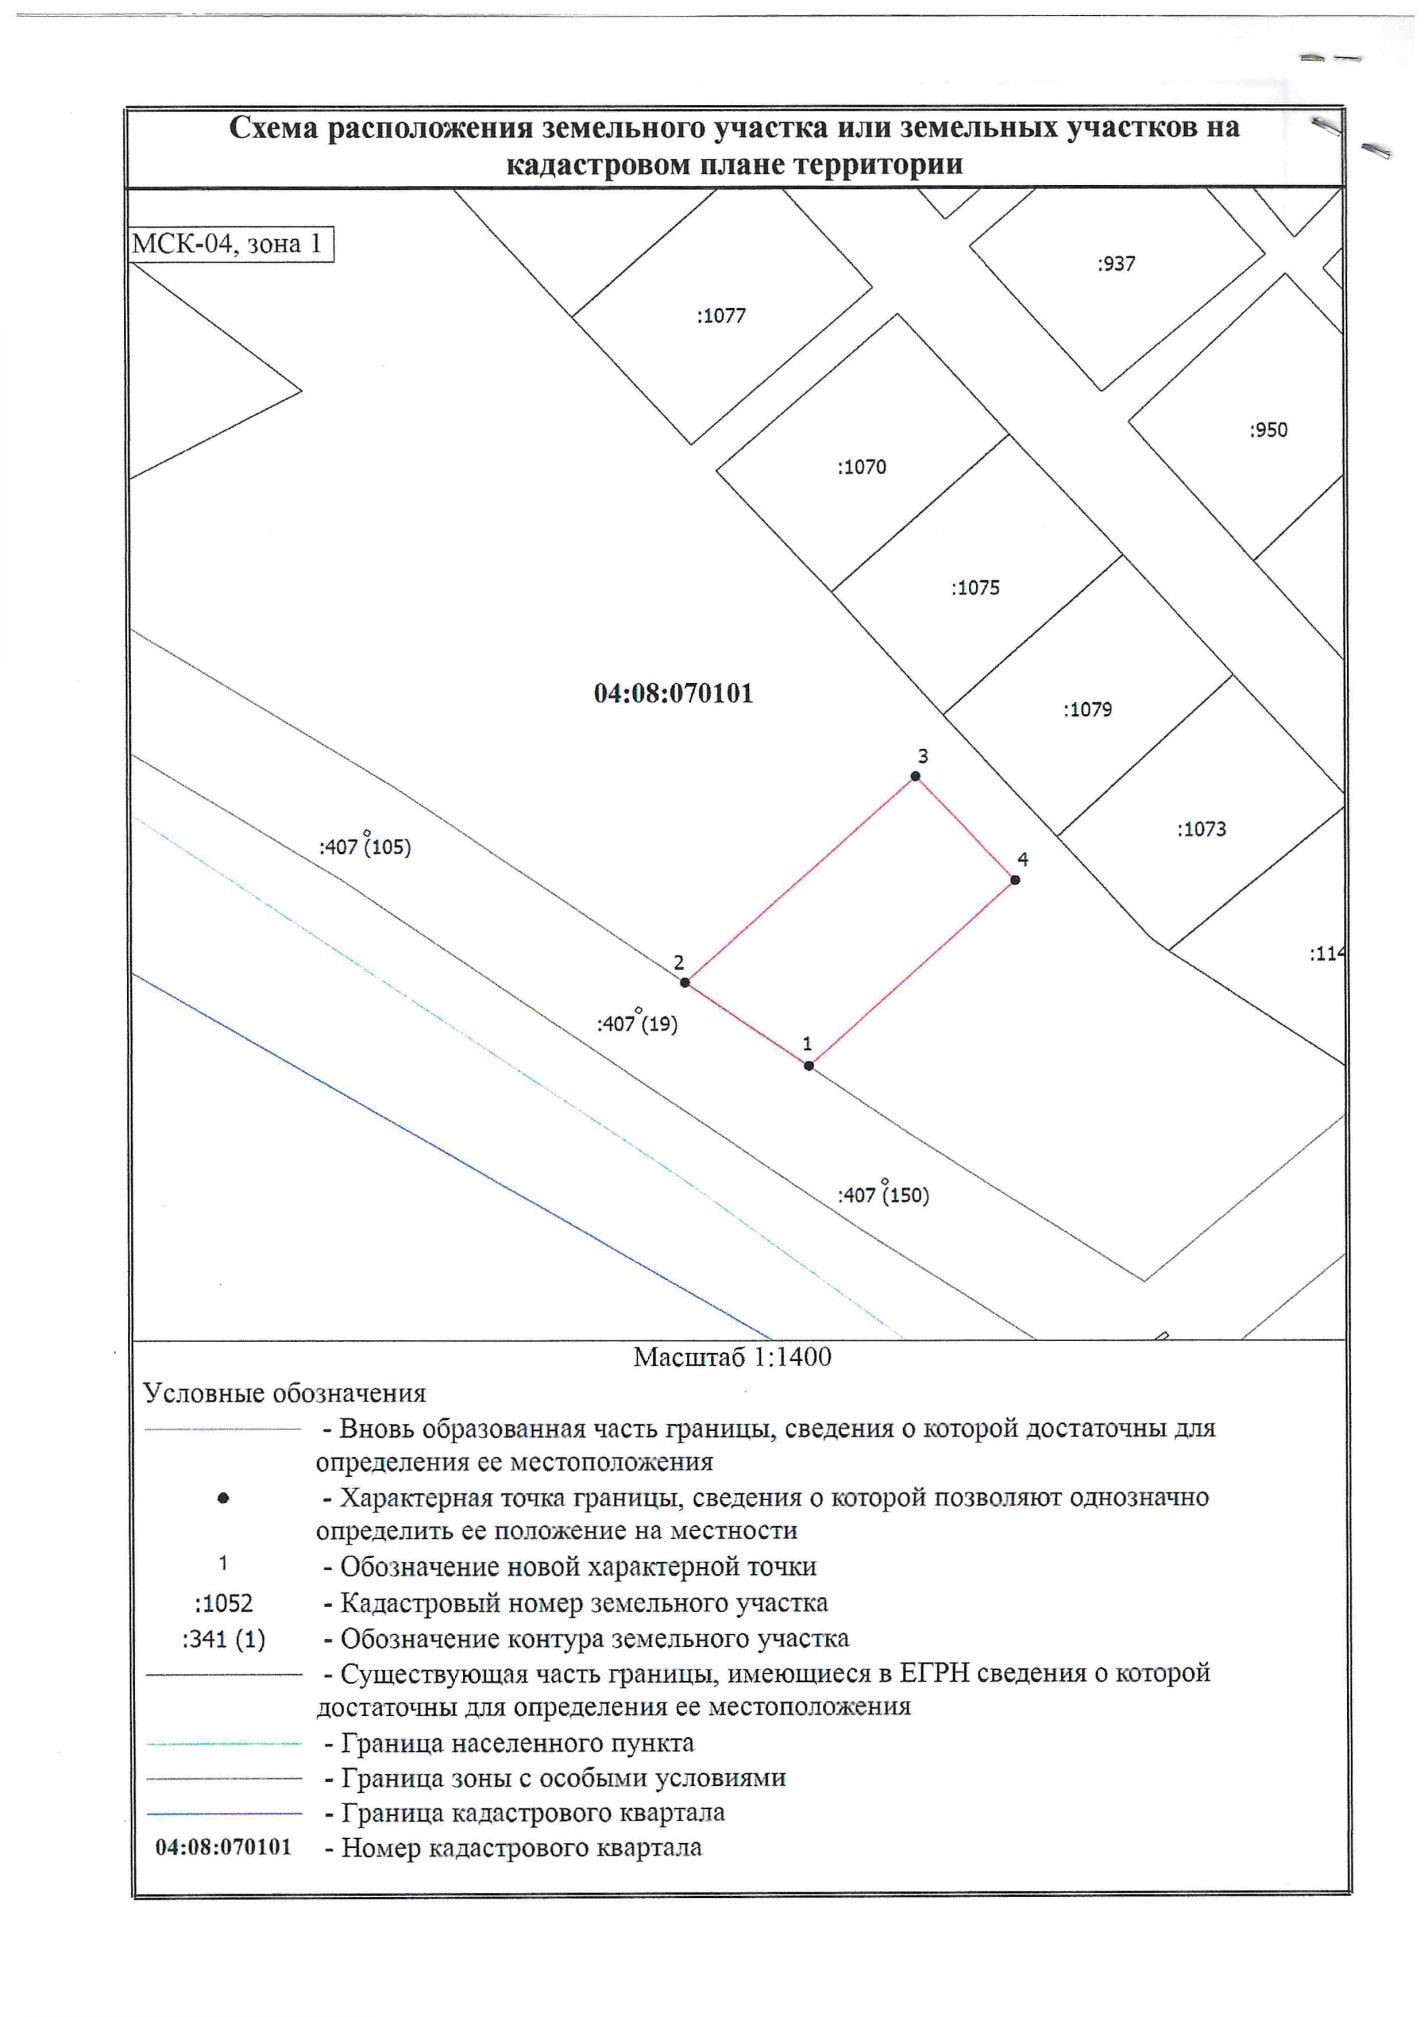 Схема расположения земельного участка или земельных участков на
кадастровом плане территории
МСК-04, зона 1
:937
:1077
:950
:1070
:1075
04:08:070101
:1079
3
:1073
:407 (105)
4
:114
2
:407 (19)
1
:407 (150)
Масштаб 1:1400
Условные обозначения
- Вновь образованная часть границы, сведения о которой достаточны для
определения ее местоположения
- Характерная точка границы, сведения о которой позволяют однозначно
определить ее положение на местности
1 - Обозначение новой характерной точки
:1052 - Кадастровый номер земельного участка
:341 (1) - Обозначение контура земельного участка
- Существующая часть границы, имеющиеся в ЕГРН сведения о которой
достаточны для определения ее местоположения
- Граница населенного пункта
- Граница зоны с особыми условиями
- Граница кадастрового квартала
04:08:070101 - Номер кадастрового квартала